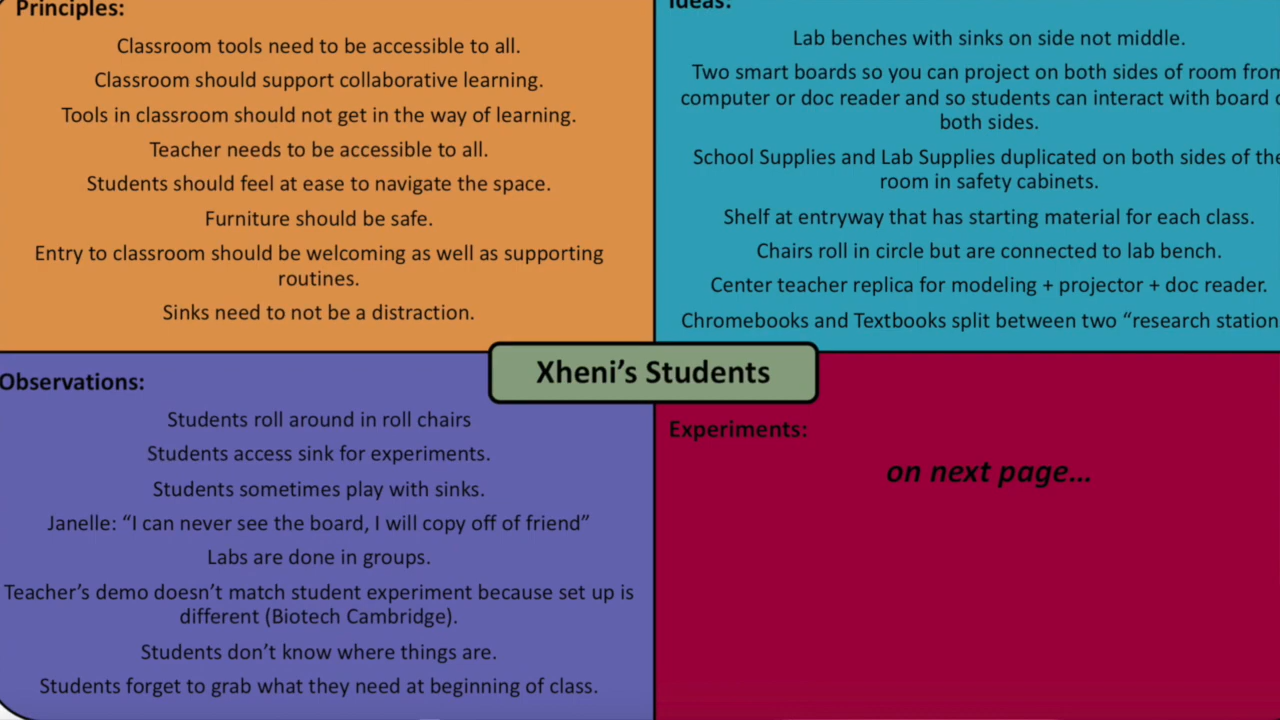 Principles:
Classroom tools need to be accessible to all.
Classroom should support collaborative learning.
Tools in classroom should not get in the way of learning.
Teacher needs to be accessible to all.
Students should feel at ease to navigate the space.
Furniture should be safe.
Entry to classroom should be welcoming as well as supporting
routines.
Sinks need to not be a distraction.
Ideas:
Lab benches with sinks on side not middle.
Two smart boards so you can project on both sides of room from
computer or doc reader and so students can interact with board
both sides.
School Supplies and Lab Supplies duplicated on both sides of the
room in safety cabinets.
Shelf at entryway that has starting material for each class.
Chairs roll in circle but are connected to lab bench.
Center teacher replica for modeling + projector + doc reader.
Chromebooks and Textbooks split between two “research station
Xheni’s Students
Observations:
Students roll around in roll chairs
Students access sink for experiments.
Students sometimes play with sinks.
Janelle: “I can never see the board, I will copy off of friend”
Labs are done in groups.
Teacher’s demo doesn’t match student experiment because set up is
different (Biotech Cambridge).
Students don’t know where things are.
Students forget to grab what they need at beginning of class.
Experiments:
on next page...